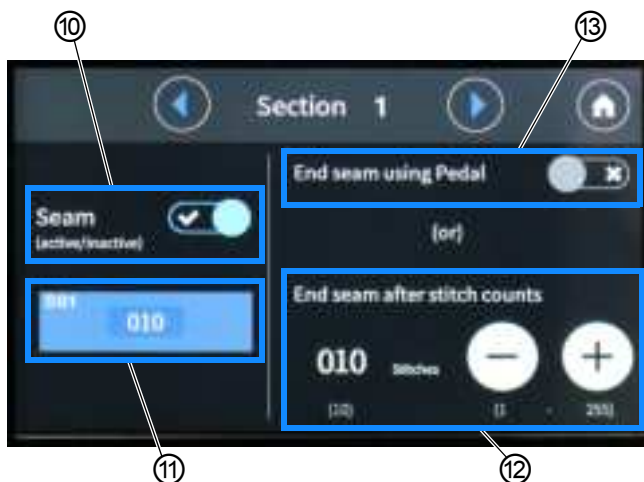 ⑩
⑬
Section 1
End seam using Pedal
Seam
(active/inactive)
(or)
001
010
End seam after stitch counts
010 Stitches
(10) (1 - 255)
⑪
⑫